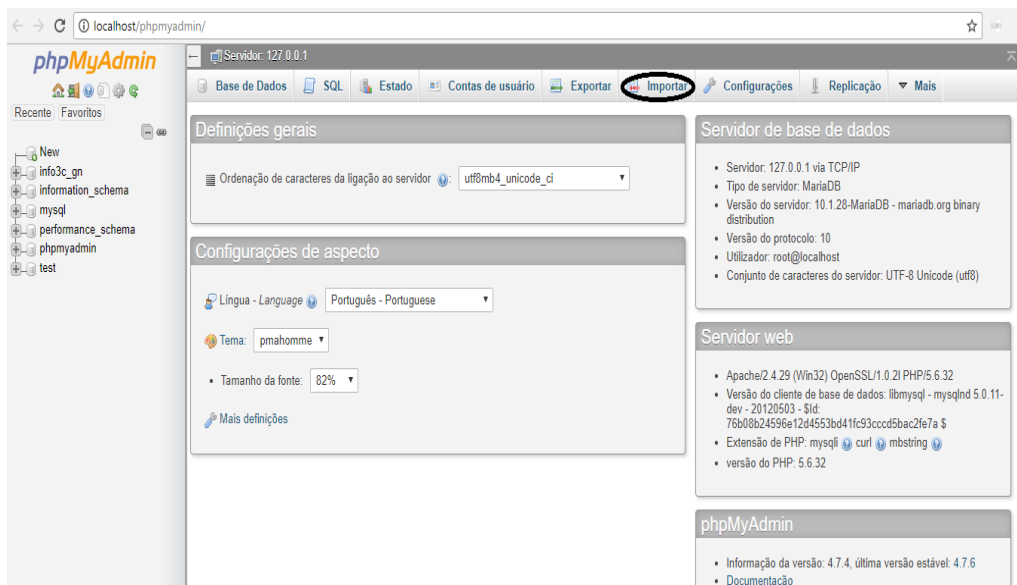 localhost/phpmyadmin/
phpMyAdmin
Recente Favoritos
New
info3c_gn
information_schema
mysql
performance_schema
phpmyadmin
test
Servidor: 127.0.0.1
Base de Dados SQL Estado Contas de usuário Exportar Importar Configurações Replicação Mais
Definições gerais
Ordenação de caracteres da ligação ao servidor : utf8mb4_unicode_ci
Configurações de aspecto
Língua - Language Português - Portuguese
Tema: pmahomme
• Tamanho da fonte: 82%
Mais definições
Servidor de base de dados
• Servidor: 127.0.0.1 via TCP/IP
• Tipo de servidor: MariaDB
• Versão do servidor: 10.1.28-MariaDB - mariadb.org binary
distribution
• Versão do protocolo: 10
• Utilizador: root@localhost
• Conjunto de caracteres do servidor: UTF-8 Unicode (utf8)
Servidor web
• Apache/2.4.29 (Win32) OpenSSL/1.0.2l PHP/5.6.32
• Versão do cliente de base de dados: libmysql - mysqlnd 5.0.11-
dev - 20120503 - $Id:
76b08b24596e12d4553bd41fc93cccd5bac2fe7a $
• Extensão de PHP: mysqli curl mbstring
• versão do PHP: 5.6.32
phpMyAdmin
• Informação da versão: 4.7.4, última versão estável: 4.7.6
• Documentação